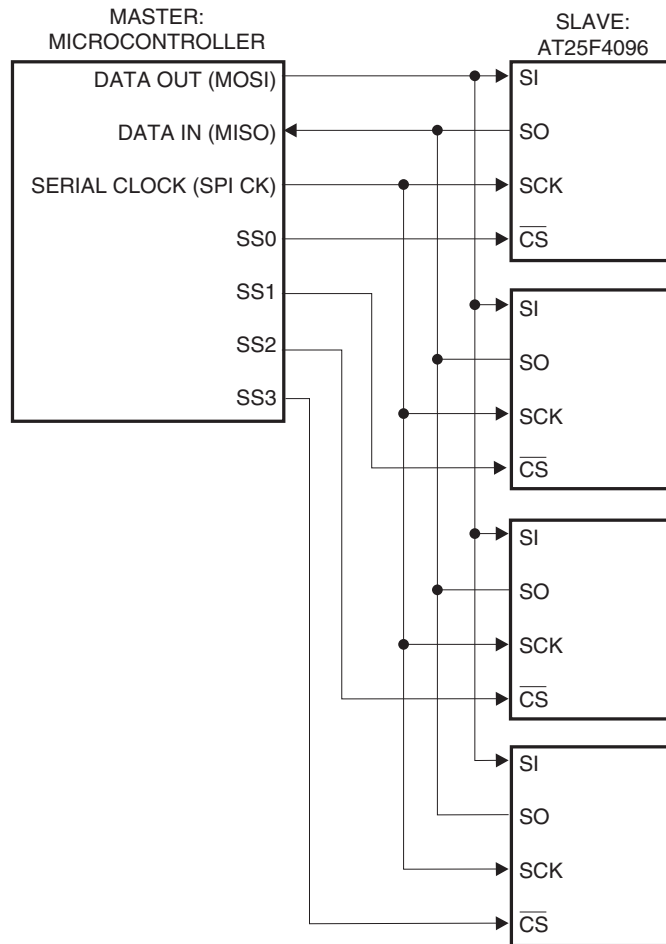 MASTER:
MICROCONTROLLER
SLAVE:
AT25F4096
DATA OUT (MOSI)
DATA IN (MISO)
SERIAL CLOCK (SPI CK)
SS0
SS1
SS2
SS3
SI
SO
SCK
CS
SI
SO
SCK
CS
SI
SO
SCK
CS
SI
SO
SCK
CS